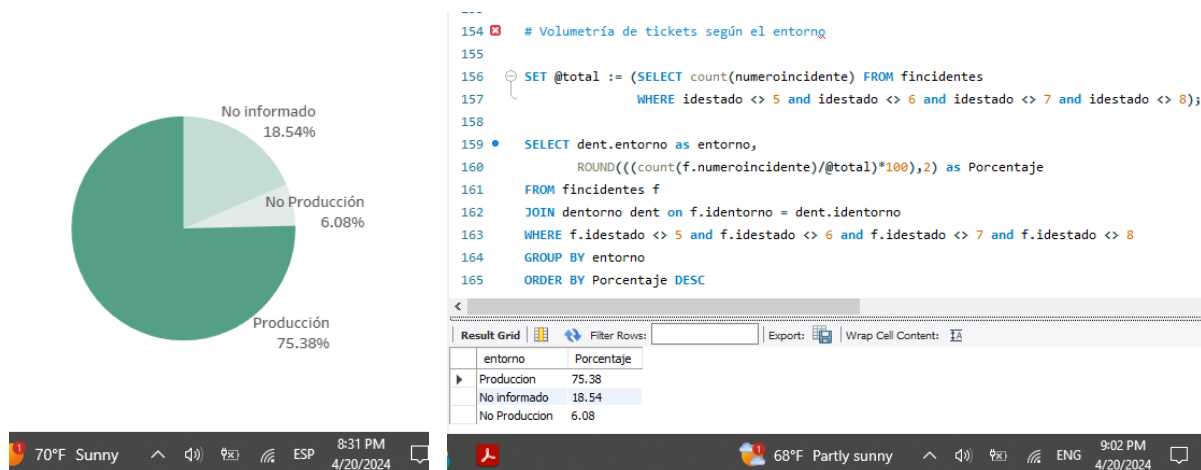 No informado
18.54%
No Producción
6.08%
Producción
75.38%
1
70°F Sunny
ESP
8:31 PM
4/20/2024
154 # Volumetría de tickets según el entorno
155
156 SET @total := (SELECT count(numeroincidente) FROM fincidentes
157 WHERE idestado <> 5 and idestado <> 6 and idestado <> 7 and idestado <> 8);
158
159 SELECT dent.entorno as entorno,
160 ROUND(((count(f.numeroincidente)/@total)*100),2) as Porcentaje
161 FROM fincidentes f
162 JOIN dentorno dent on f.identorno = dent.identorno
163 WHERE f.idestado <> 5 and f.idestado <> 6 and f.idestado <> 7 and f.idestado <> 8
164 GROUP BY entorno
165 ORDER BY Porcentaje DESC
Result Grid Filter Rows: Export: Wrap Cell Content: IA
entorno Porcentaje
Produccion 75.38
No informado 18.54
No Produccion 6.08
1
68°F Partly sunny
ENG
9:02 PM
4/20/2024